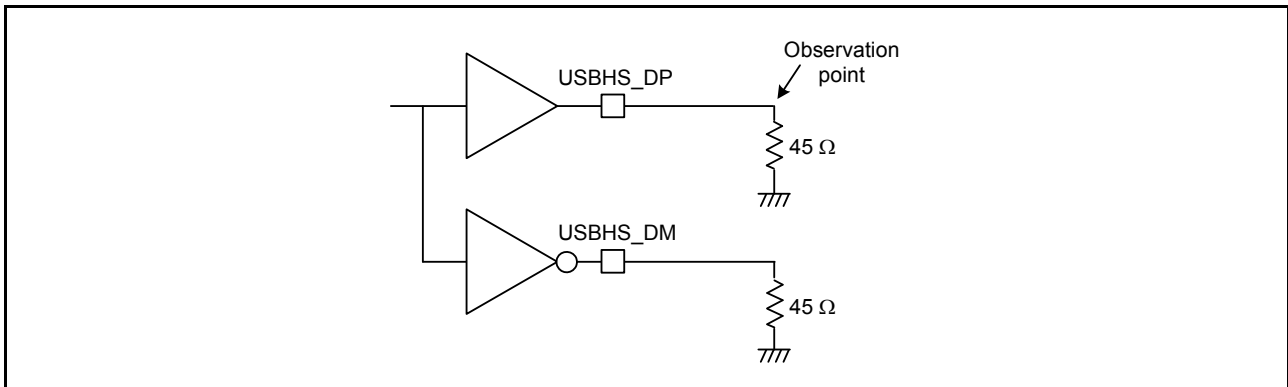 Observation
point
USBHS_DP
45 Ω
USBHS_DM
45 Ω